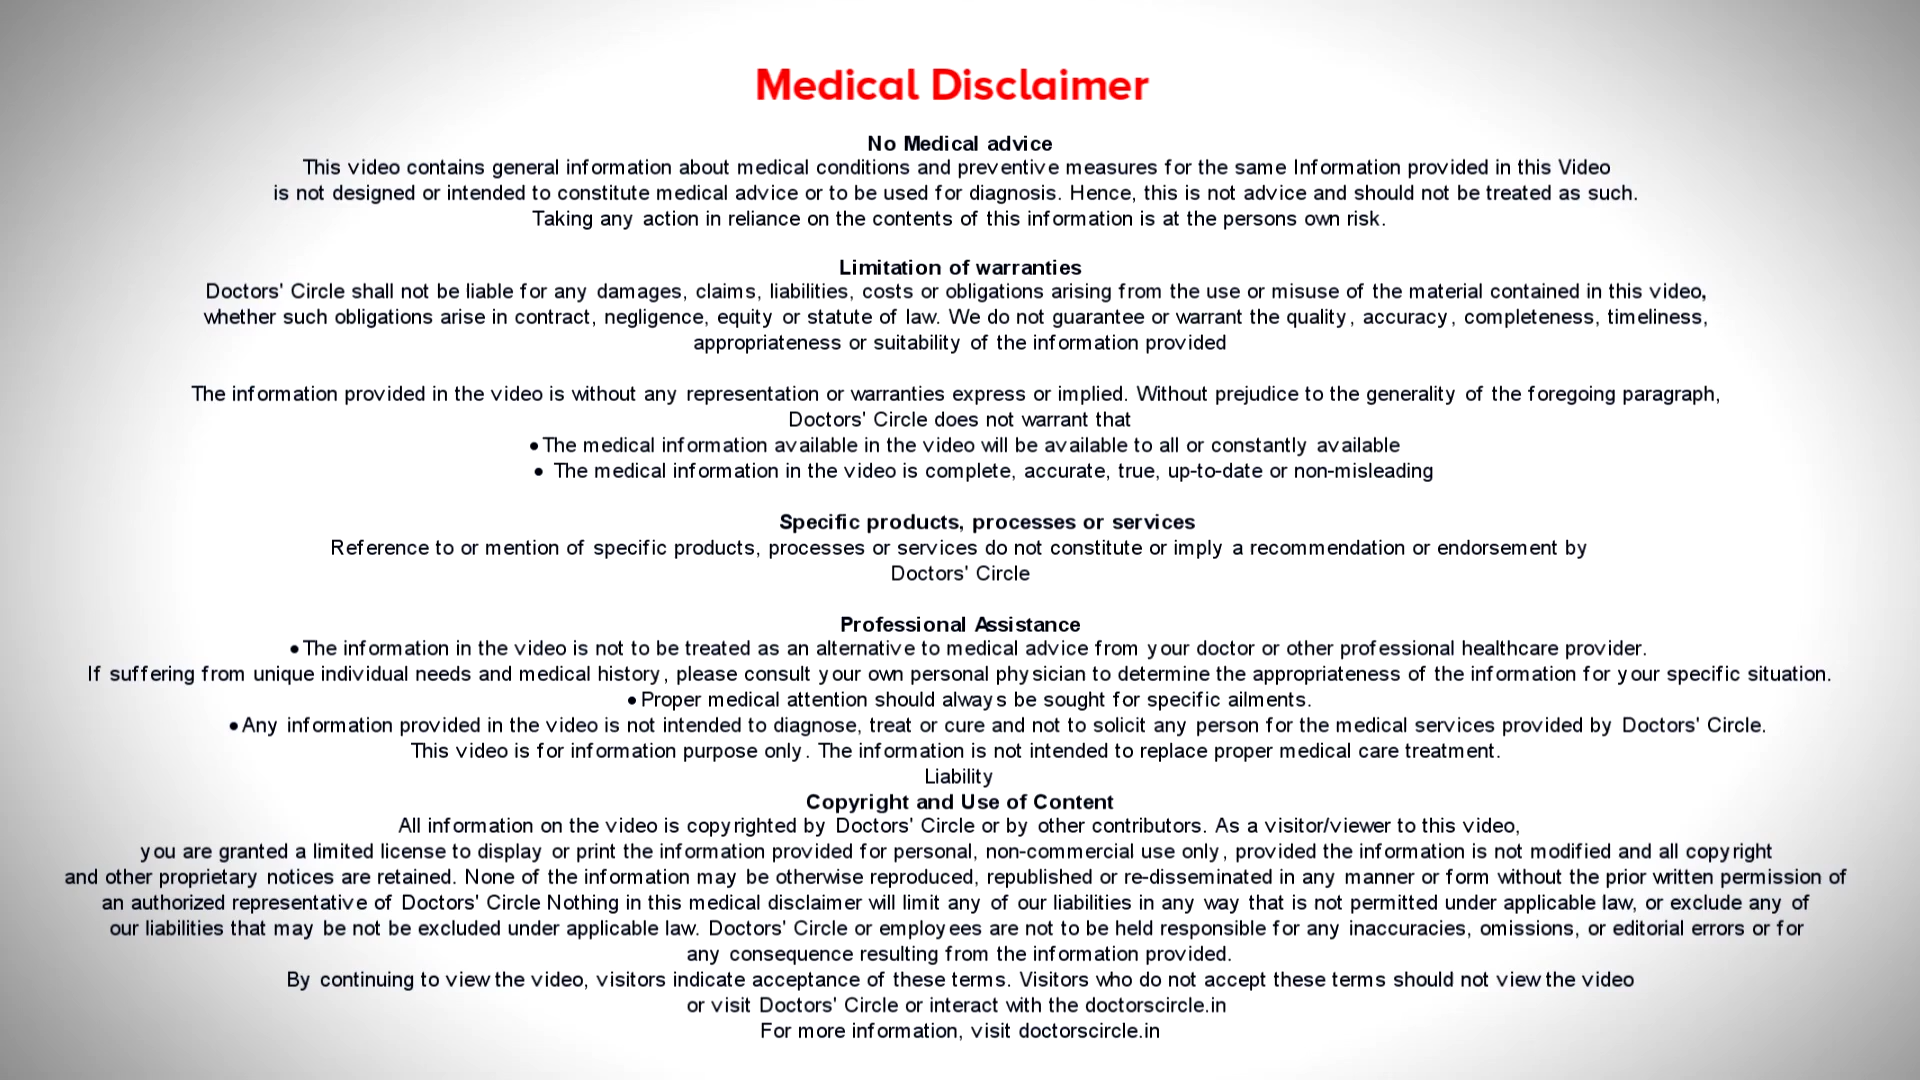 Medical Disclaimer
No Medical advice
This video contains general information about medical conditions and preventive measures for the same Information provided in this Video
is not designed or intended to constitute medical advice or to be used for diagnosis. Hence, this is not advice and should not be treated as such.
Taking any action in reliance on the contents of this information is at the persons own risk.
Limitation of warranties
Doctors' Circle shall not be liable for any damages, claims, liabilities, costs or obligations arising from the use or misuse of the material contained in this video,
whether such obligations arise in contract, negligence, equity or statute of law. We do not guarantee or warrant the quality, accuracy, completeness, timeliness,
appropriateness or suitability of the information provided
The information provided in the video is without any representation or warranties express or implied. Without prejudice to the generality of the foregoing paragraph,
Doctors' Circle does not warrant that
• The medical information available in the video will be available to all or constantly available
• The medical information in the video is complete, accurate, true, up-to-date or non-misleading
Specific products, processes or services
Reference to or mention of specific products, processes or services do not constitute or imply a recommendation or endorsement by
Doctors' Circle
Professional Assistance
• The information in the video is not to be treated as an alternative to medical advice from your doctor or other professional healthcare provider.
If suffering from unique individual needs and medical history, please consult your own personal physician to determine the appropriateness of the information for your specific situation.
• Proper medical attention should always be sought for specific ailments.
• Any information provided in the video is not intended to diagnose, treat or cure and not to solicit any person for the medical services provided by Doctors' Circle.
This video is for information purpose only. The information is not intended to replace proper medical care treatment.
Liability
Copyright and Use of Content
All information on the video is copyrighted by Doctors' Circle or by other contributors. As a visitor/viewer to this video,
you are granted a limited license to display or print the information provided for personal, non-commercial use only, provided the information is not modified and all copyright
and other proprietary notices are retained. None of the information may be otherwise reproduced, republished or re-disseminated in any manner or form without the prior written permission of
an authorized representative of Doctors' Circle Nothing in this medical disclaimer will limit any of our liabilities in any way that is not permitted under applicable law, or exclude any of
our liabilities that may be not be excluded under applicable law. Doctors' Circle or employees are not to be held responsible for any inaccuracies, omissions, or editorial errors or for
any consequence resulting from the information provided.
By continuing to view the video, visitors indicate acceptance of these terms. Visitors who do not accept these terms should not view the video
or visit Doctors' Circle or interact with the doctorscircle.in
For more information, visit doctorscircle.in